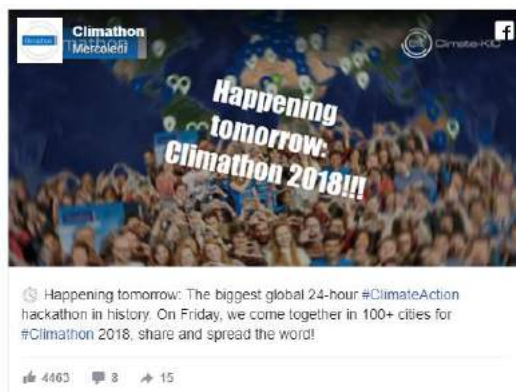 Climathon
Mercoledì
Climate-KIC
Happening
tomorrow:
Climathon 2018!!!
Happening tomorrow: The biggest global 24-hour #ClimateAction
hackathon in history. On Friday, we come together in 100+ cities for
#Climathon 2018, share and spread the word!
4463 8 15